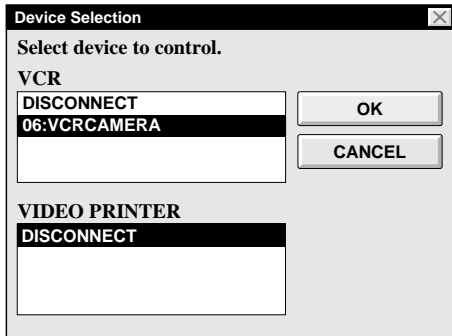 Device Selection
Select device to control.
VCR
DISCONNECT
06:VCRCAMERA
OK
CANCEL
VIDEO PRINTER
DISCONNECT